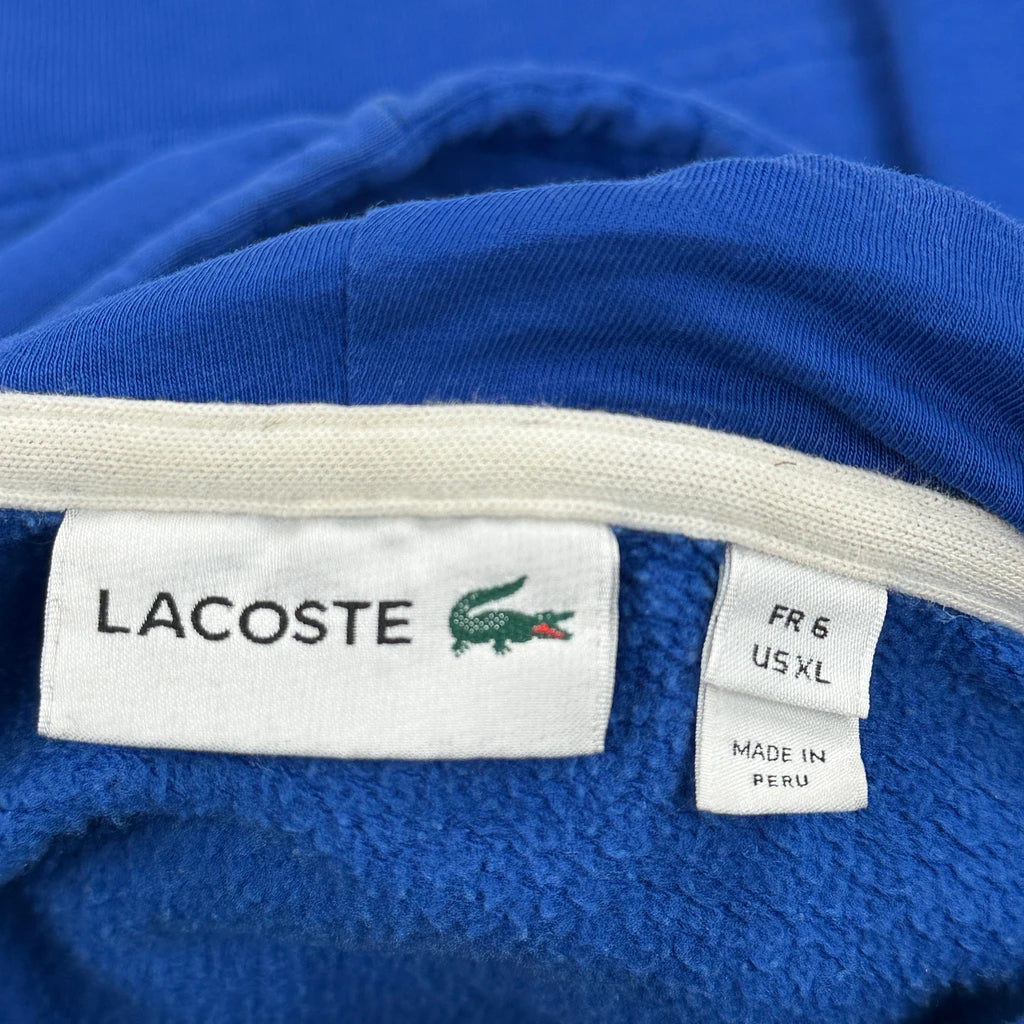 LACOSTE
FR 6
US XL
MADE IN
PERU